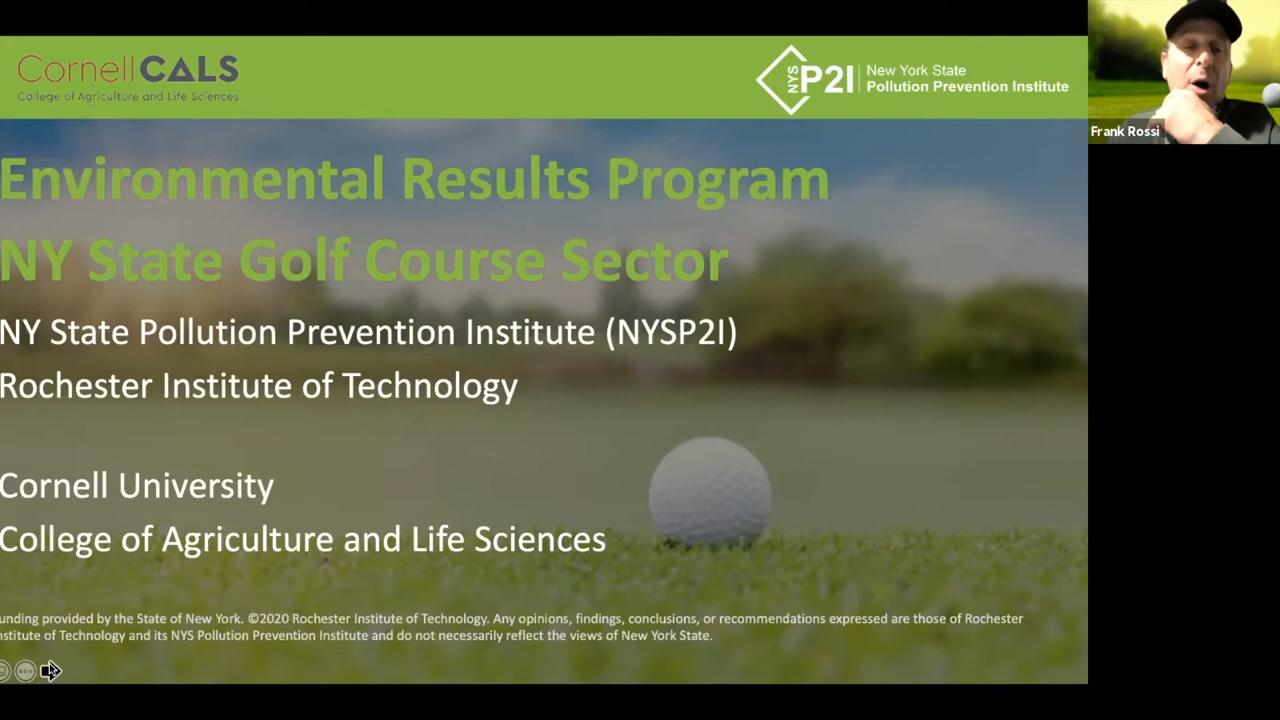 CornellCALS
College of Agriculture and Life Sciences
NYS P2I
New York State
Pollution Prevention Institute
Frank Rossi
Environmental Results Program
NY State Golf Course Sector
NY State Pollution Prevention Institute (NYSP2I)
Rochester Institute of Technology
Cornell University
College of Agriculture and Life Sciences
unding provided by the State of New York. ©2020 Rochester Institute of Technology. Any opinions, findings, conclusions, or recommendations expressed are those of Rochester
nstitute of Technology and its NYS Pollution Prevention Institute and do not necessarily reflect the views of New York State.